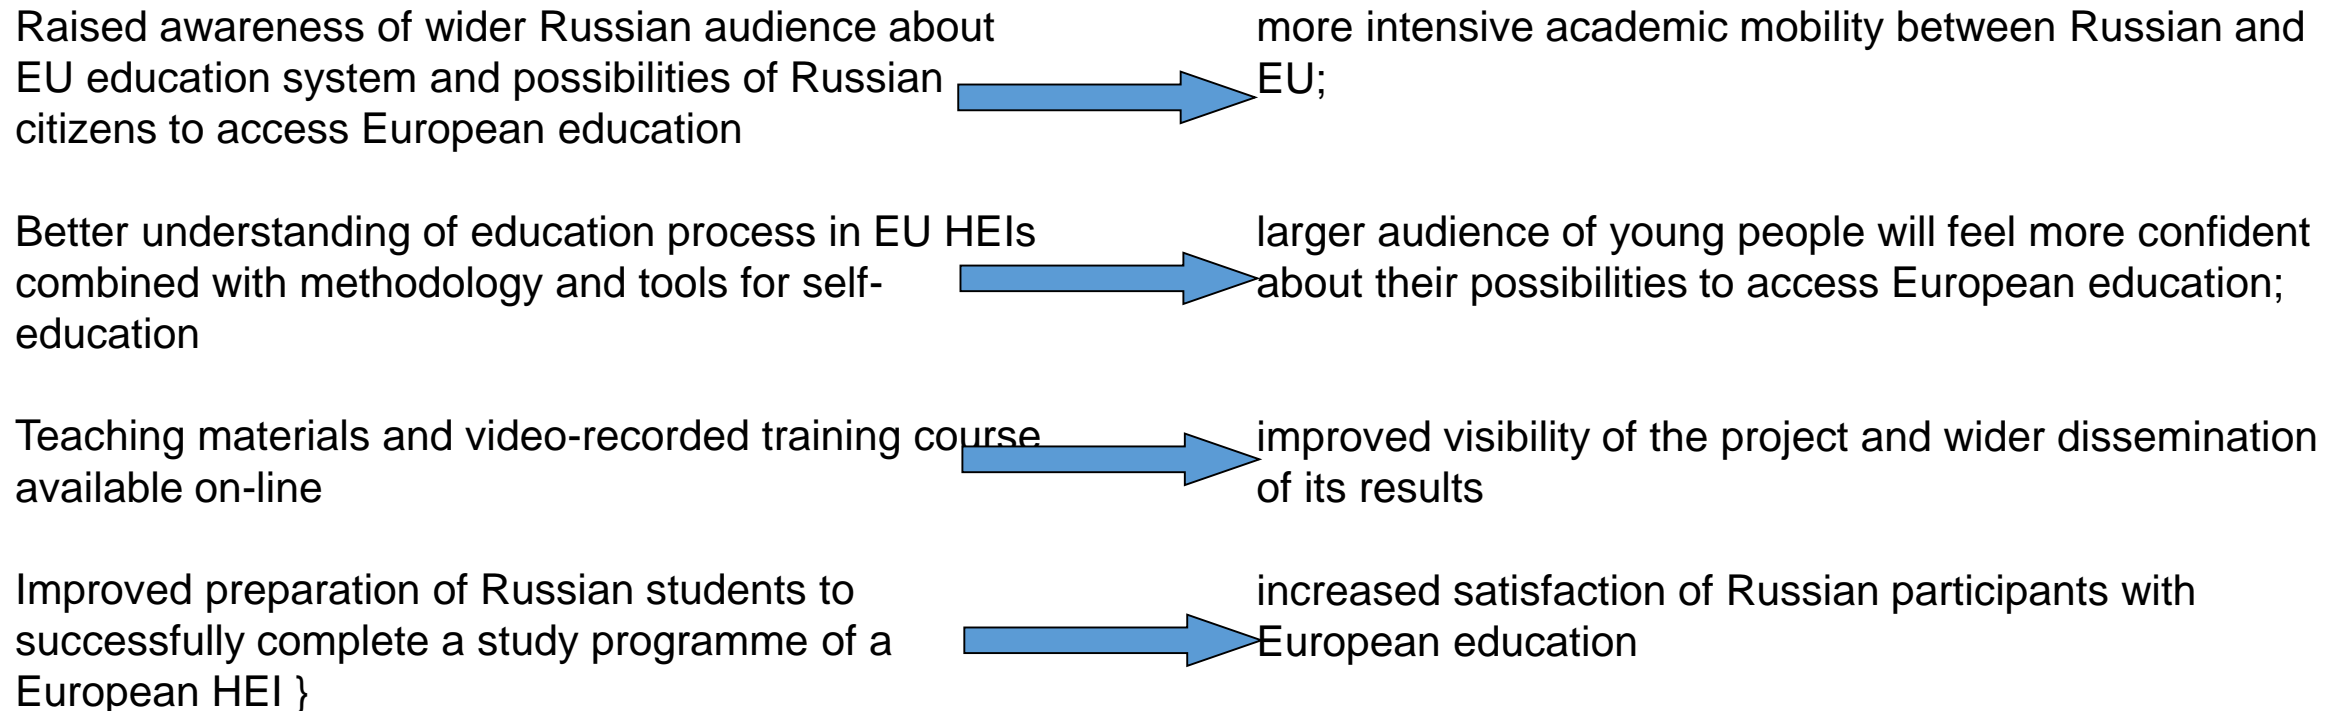 Raised awareness of wider Russian audience about
EU education system and possibilities of Russian
citizens to access European education
more intensive academic mobility between Russian and
EU;
Better understanding of education process in EU HEIs
combined with methodology and tools for self-
education
larger audience of young people will feel more confident
about their possibilities to access European education;
Teaching materials and video-recorded training course
available on-line
improved visibility of the project and wider dissemination
of its results
Improved preparation of Russian students to
successfully complete a study programme of a
European HEI }
increased satisfaction of Russian participants with
European education